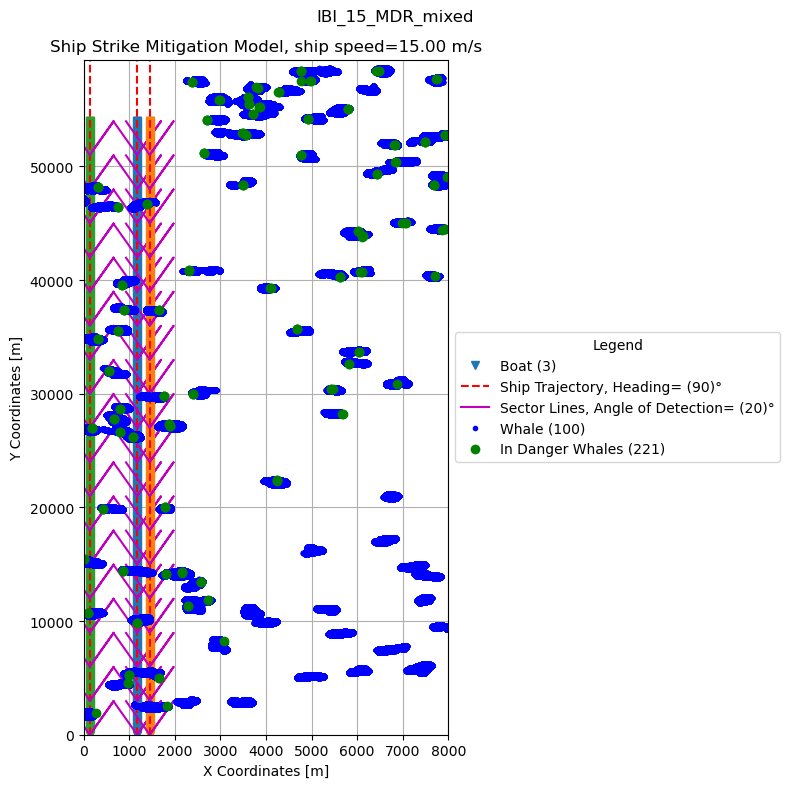 IBI_15_MDR_mixed
Ship Strike Mitigation Model, ship speed=15.00 m/s
50000
40000
30000
20000
10000
0
Y Coordinates [m]
0 1000 2000 3000 4000 5000 6000 7000 8000
X Coordinates [m]
Legend
Boat (3)
Ship Trajectory, Heading= (90)°
Sector Lines, Angle of Detection= (20)°
Whale (100)
In Danger Whales (221)